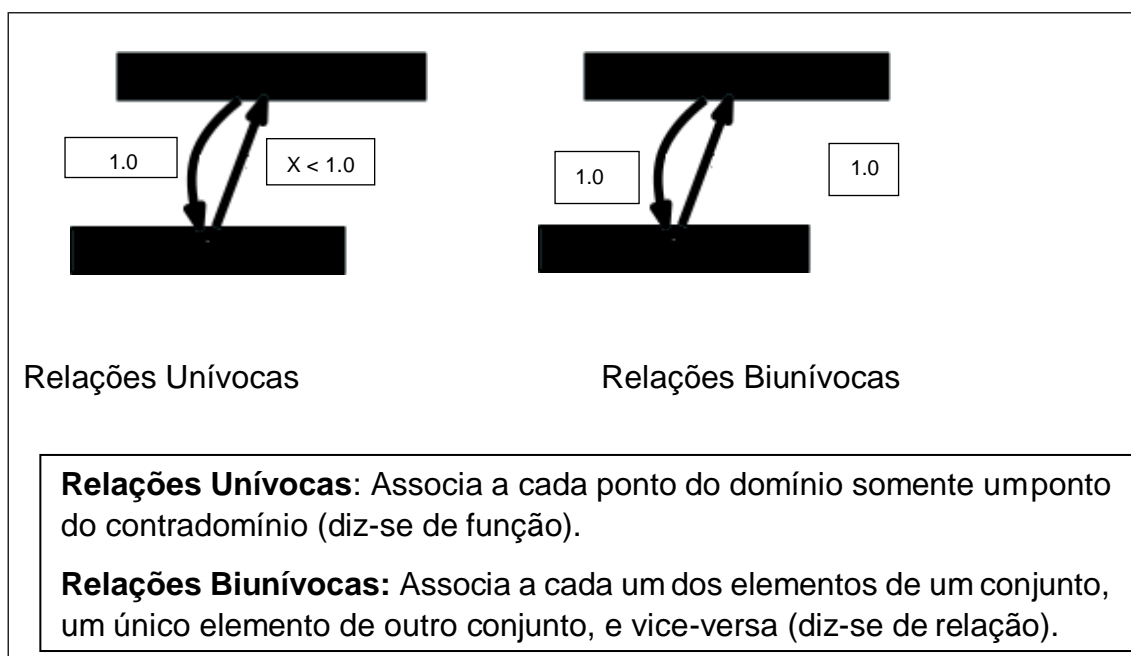 1.0
X < 1.0
1.0
1.0
Relações Unívocas
Relações Biunívocas
Relações Unívocas: Associa a cada ponto do domínio somente umponto
do contradomínio (diz-se de função).
Relações Biunívocas: Associa a cada um dos elementos de um conjunto,
um único elemento de outro conjunto, e vice-versa (diz-se de relação).